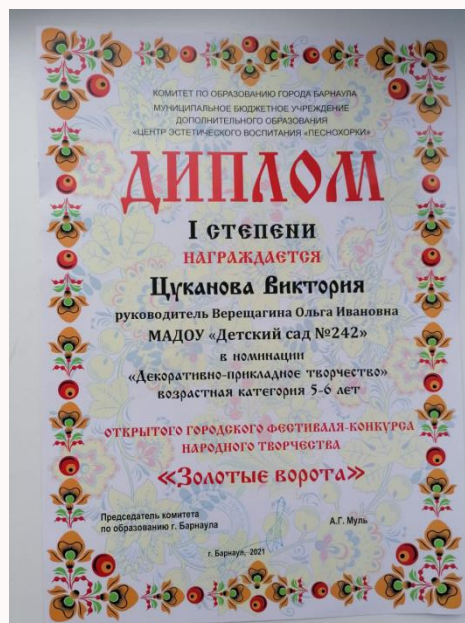 КОМИТЕТ ПО ОБРАЗОВАНИЮ ГОРОДА БАРНАУЛА
МУНИЦИПАЛЬНОЕ БЮДЖЕТНОЕ УЧРЕЖДЕНИЕ
ДОПОЛНИТЕЛЬНОГО ОБРАЗОВАНИЯ
«ЦЕНТР ЭСТЕТИЧЕСКОГО ВОСПИТАНИЯ «ПЕСНОХОРКИ»
ДИПЛОМ
I СТЕПЕНИ
НАГРАЖДАЕТСЯ
Цуканова Виктория
руководитель Верещагина Ольга Ивановна
МАДОУ «Детский сад №242»
в номинации
«Декоративно-прикладное творчество»
возрастная категория 5-6 лет
ОТКРЫТОГО ГОРОДСКОГО ФЕСТИВАЛЯ-КОНКУРСА
НАРОДНОГО ТВОРЧЕСТВА
«Золотые ворота»
Председатель комитета
по образованию г. Барнаула А.Г. Муль
г. Барнаул, 2021